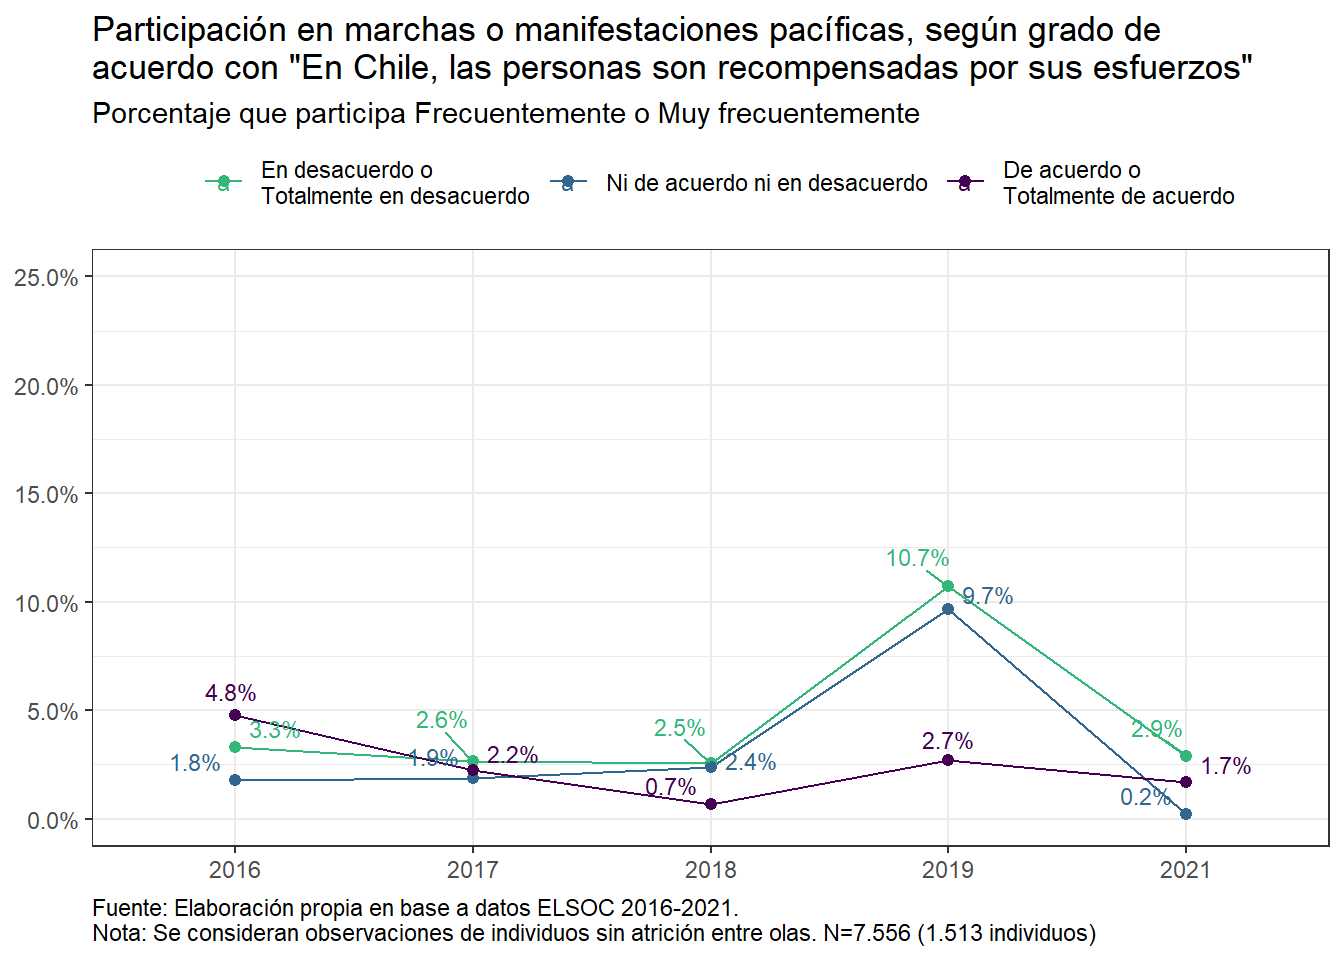 Participación en marchas o manifestaciones pacíficas, según grado de
acuerdo con "En Chile, las personas son recompensadas por sus esfuerzos"
Porcentaje que participa Frecuentemente o Muy frecuentemente
a En desacuerdo o
Totalmente en desacuerdo
a Ni de acuerdo ni en desacuerdo
a De acuerdo o
Totalmente de acuerdo
25.0%
20.0%
15.0%
10.0%
5.0%
0.0%
4.8%
3.3%
1.8%
2.6%
1.9%
2.2%
2.5%
2.4%
0.7%
10.7%
9.7%
2.7%
2.9%
1.7%
0.2%
2016 2017 2018 2019 2021
Fuente: Elaboración propia en base a datos ELSOC 2016-2021.
Nota: Se consideran observaciones de individuos sin atrición entre olas. N=7.556 (1.513 individuos)